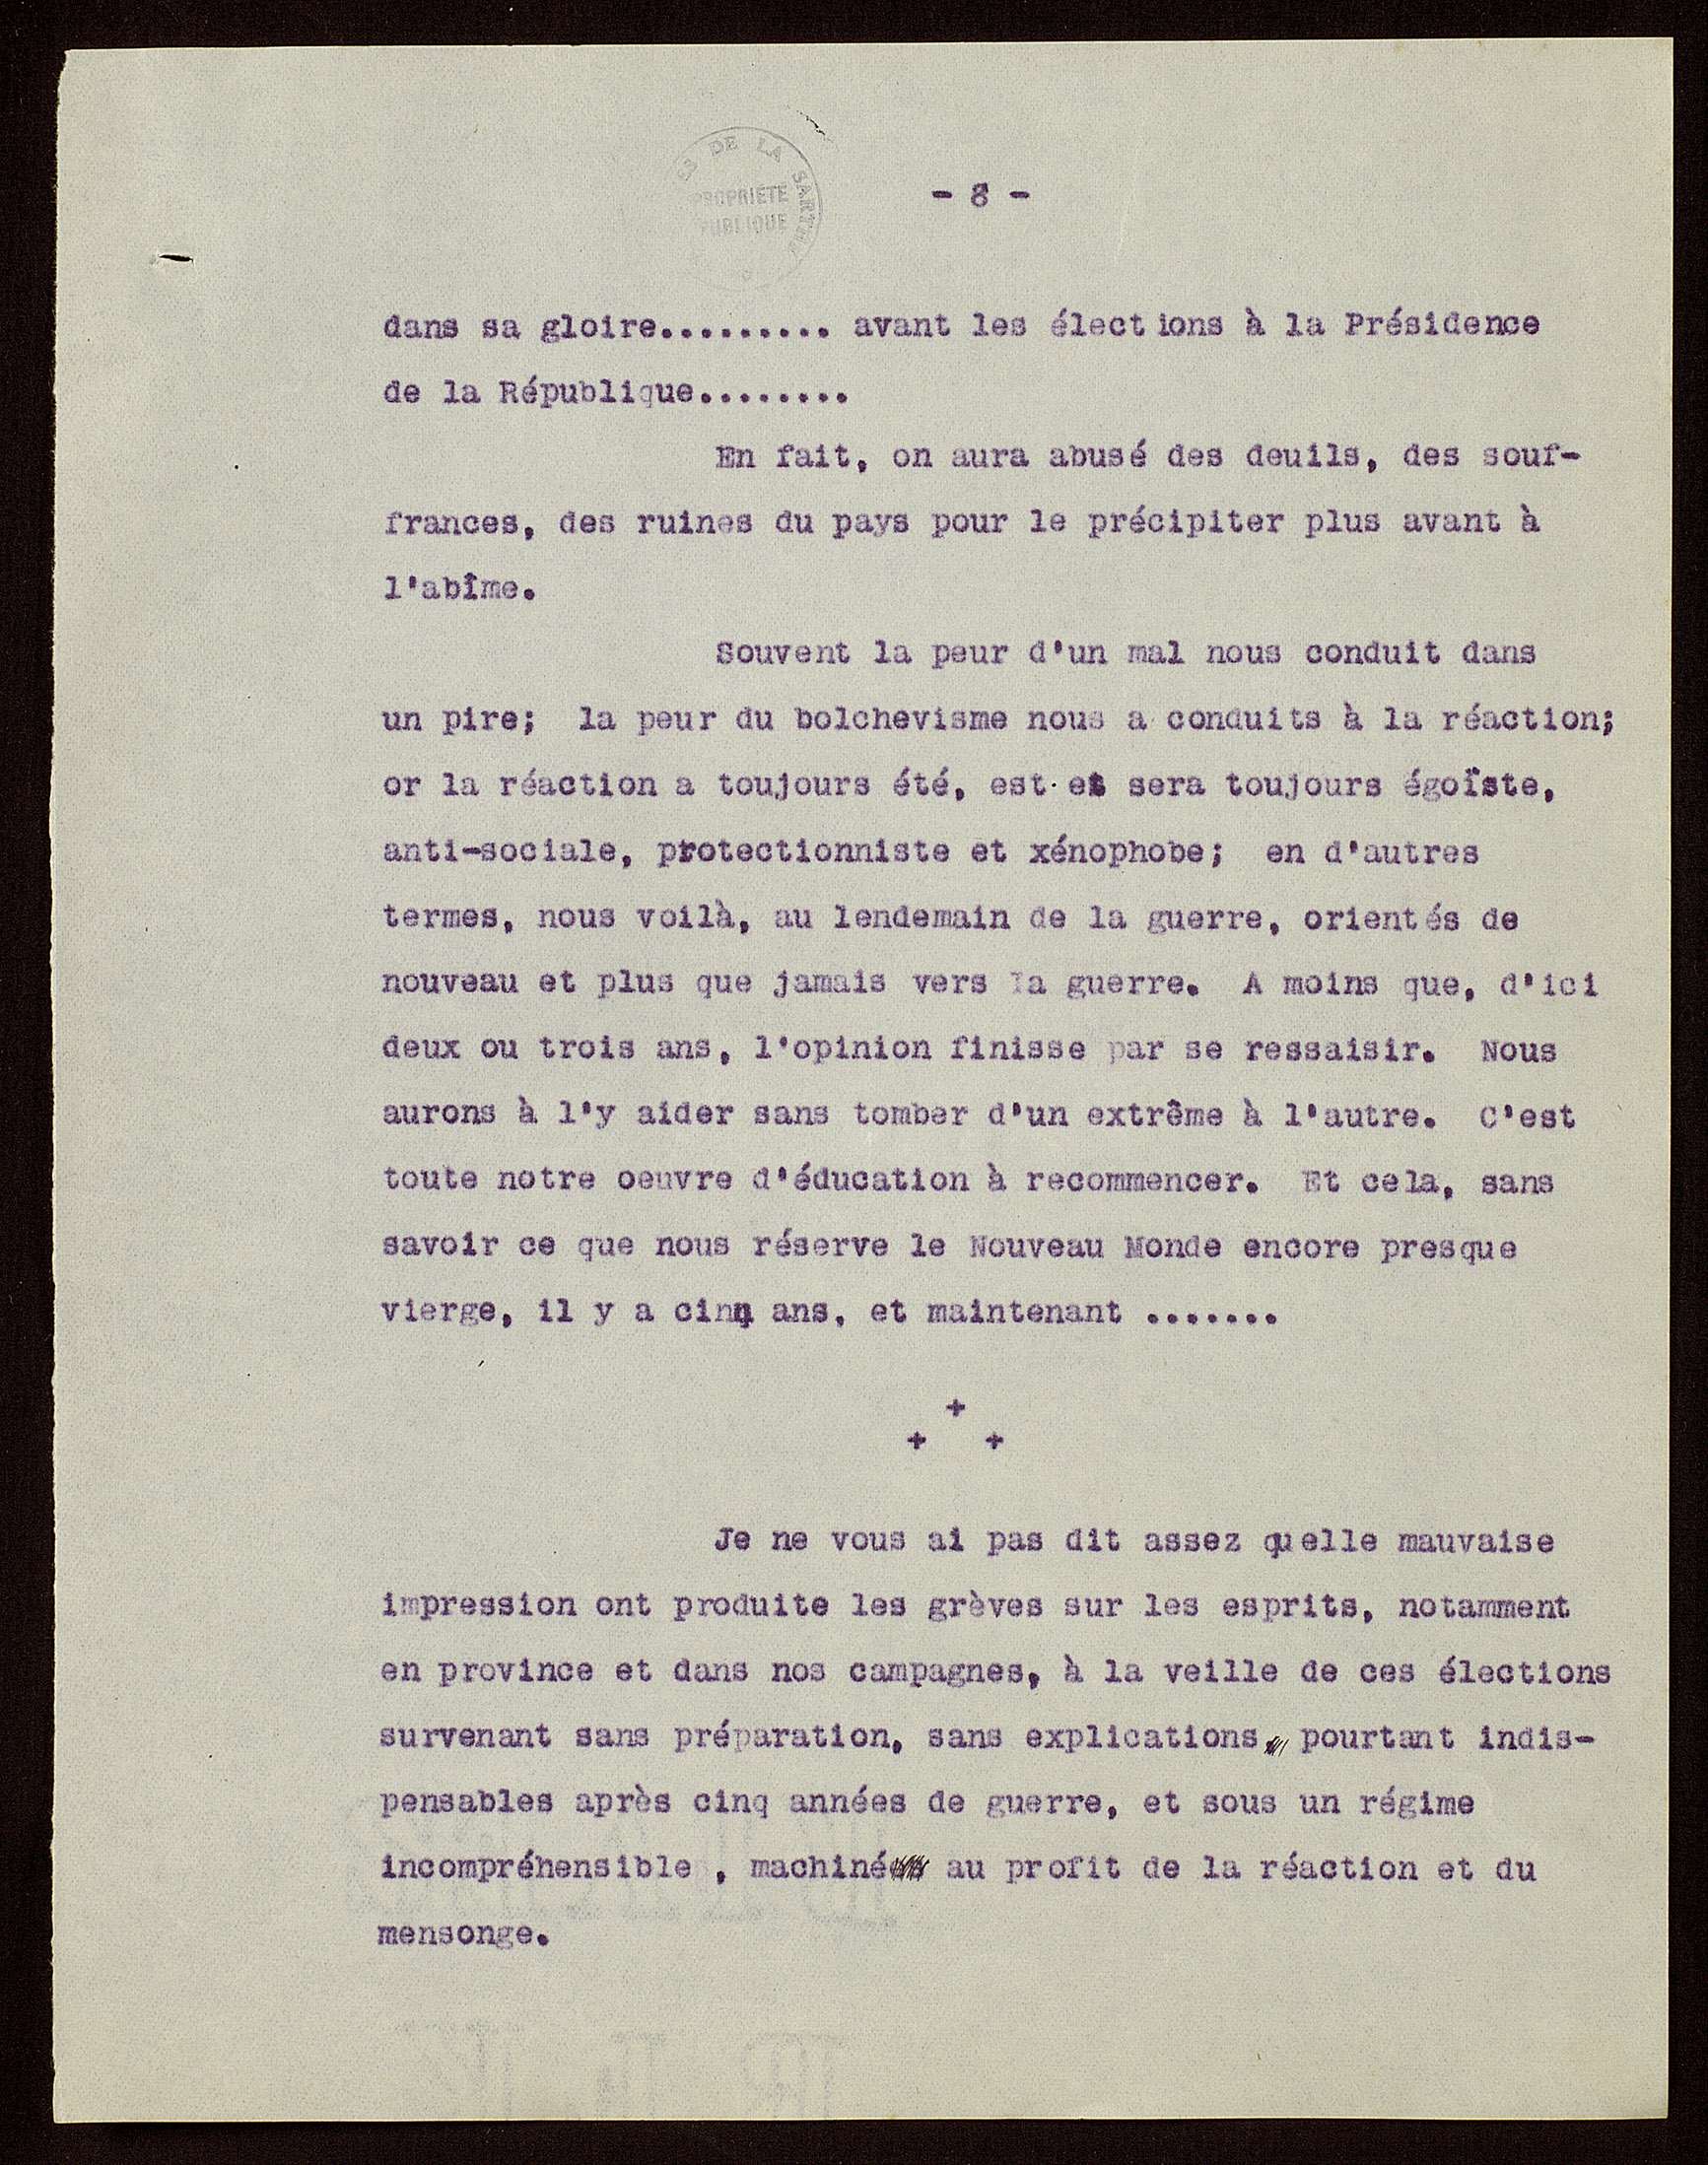 DE LA SARTHE
PROPRIÉTÉ
PUBLIQUE
- 8 -
dans sa gloire......... avant les élections à la Présidence
de la République........
En fait, on aura abusé des deuils, des souf-
frances, des ruines du pays pour le précipiter plus avant à
l'abîme.
Souvent la peur d'un mal nous conduit dans
un pire; la peur du bolchevisme nous a conduits à la réaction;
or la réaction a toujours été, est et sera toujours égoïste,
anti-sociale, protectionniste et xénophobe; en d'autres
termes, nous voilà, au lendemain de la guerre, orientés de
nouveau et plus que jamais vers la guerre. A moins que, d'ici
deux ou trois ans, l'opinion finisse par se ressaisir. Nous
aurons à l'y aider sans tomber d'un extrême à l'autre. C'est
toute notre oeuvre d'éducation à recommencer. Et cela, sans
savoir ce que nous réserve le Nouveau Monde encore presque
vierge, il y a cinq ans, et maintenant .......
+
+ +
Je ne vous ai pas dit assez quelle mauvaise
impression ont produite les grèves sur les esprits, notamment
en province et dans nos campagnes, à la veille de ces élections
survenant sans préparation, sans explications pourtant indis-
pensables après cinq années de guerre, et sous un régime
incompréhensible , machiné au profit de la réaction et du
mensonge.